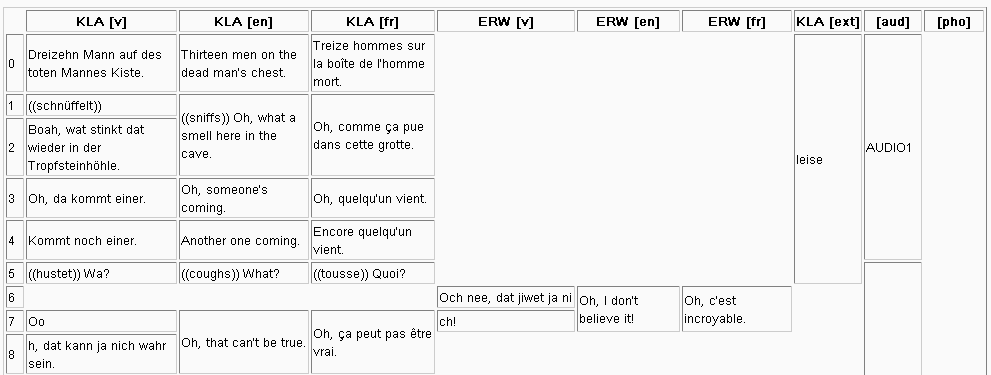 KLA [v] KLA [en] KLA [fr] ERW [v] ERW [en] ERW [fr] KLA [ext] [aud] [pho]
0
Dreizehn Mann auf des
toten Mannes Kiste.
Thirteen men on the
dead man's chest.
Treize hommes sur
la boîte de l'homme
mort.
leise
AUDIO1
1
((schnüffelt))
((sniffs)) Oh, what a
smell here in the
cave.
Oh, comme ça pue
dans cette grotte.
2
Boah, wat stinkt dat
wieder in der
Tropfsteinhöhle.
3
Oh, da kommt einer.
Oh, someone's
coming.
Oh, quelqu'un vient.
4
Kommt noch einer.
Another one coming.
Encore quelqu'un
vient.
5
((hustet)) Wa?
((coughs)) What?
((tousse)) Quoi?
6
Och nee, dat jiwet ja ni
Oh, I don't
believe it!
Oh, c'est
incroyable.
7
Oo
Oh, that can't be true.
Oh, ça peut pas être
vrai.
ch!
8
h, dat kann ja nich wahr
sein.